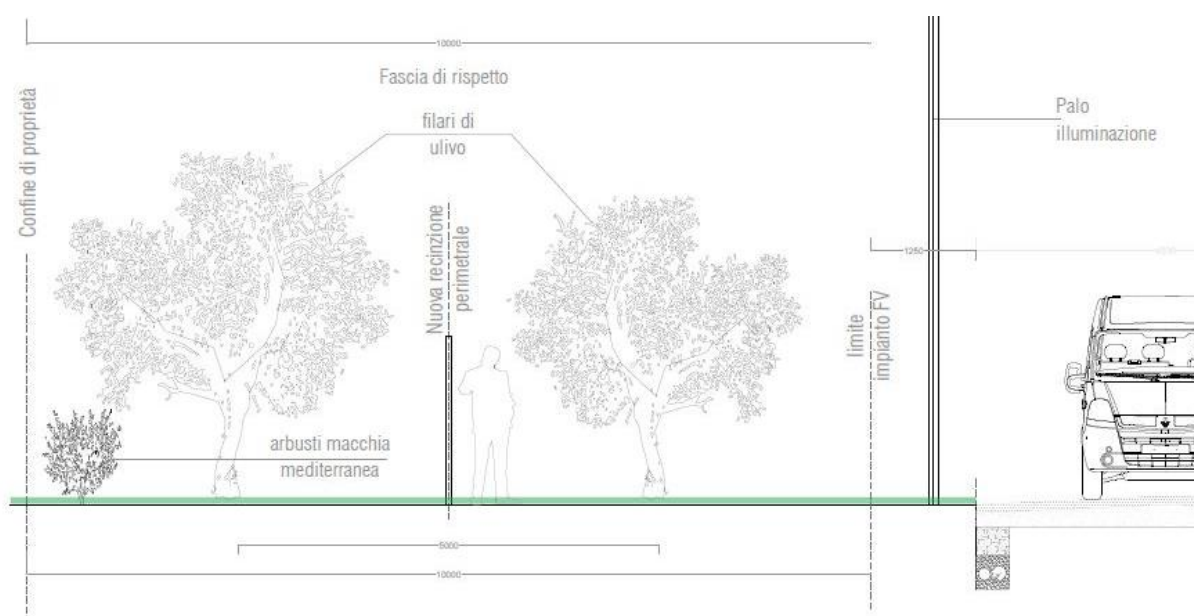 10000
Fascia di rispetto
Confine di proprietà
filari di
ulivo
Palo
illuminazione
Nuova recinzione
perimetrale
1250
limite
impianto FV
arbusti macchia
mediterranea
5000
10000